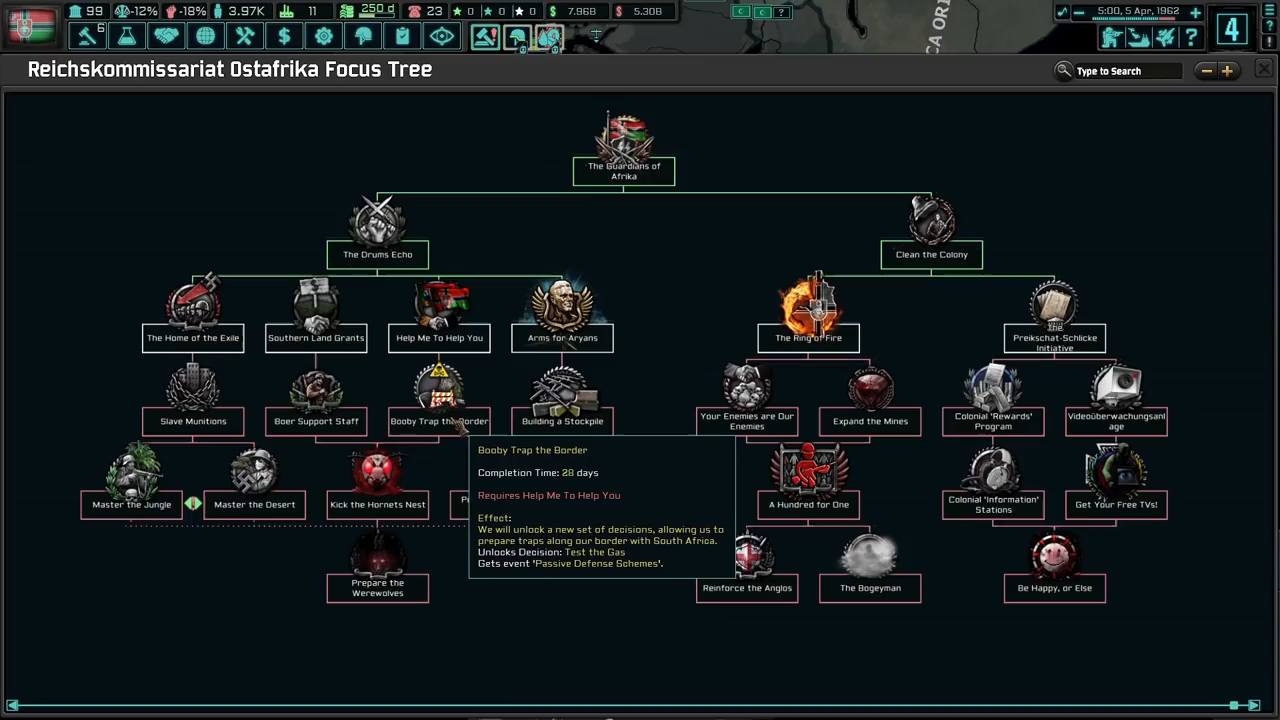 99
-12%
-18%
3.97K
11
250 d
23
0
0
0
7.96B
5.30B
C
C
?
5:00, 5 Apr, 1962
4
6
CA ORI
Reichskommissariat Ostafrika Focus Tree
Type to Search
The Guardians of
Afrika
The Drums Echo
Clean the Colony
The Home of the Exile
Southern Land Grants
Help Me To Help You
Arms for Aryans
The Ring of Fire
The
Preikschat-Schlicke
Initiative
Slave Munitions
Boer Support Staff
Booby Trap the Border
Building a Stockpile
Your Enemies are Our
Enemies
Expand the Mines
Colonial 'Rewards'
Program
Videoüberwachungsanl
age
Booby Trap the Border
Completion Time: 28 days
Requires Help Me To Help You
Effect:
We will unlock a new set of decisions, allowing us to
prepare traps along our border with South Africa.
Unlocks Decision: Test the Gas
Gets event 'Passive Defense Schemes'.
Master the Jungle
Master the Desert
Kick the Hornets Nest
A Hundred for One
Colonial 'Information'
Stations
Get Your Free TVs!
Prepare the
Werewolves
Reinforce the Anglos
The Bogeyman
Be Happy, or Else